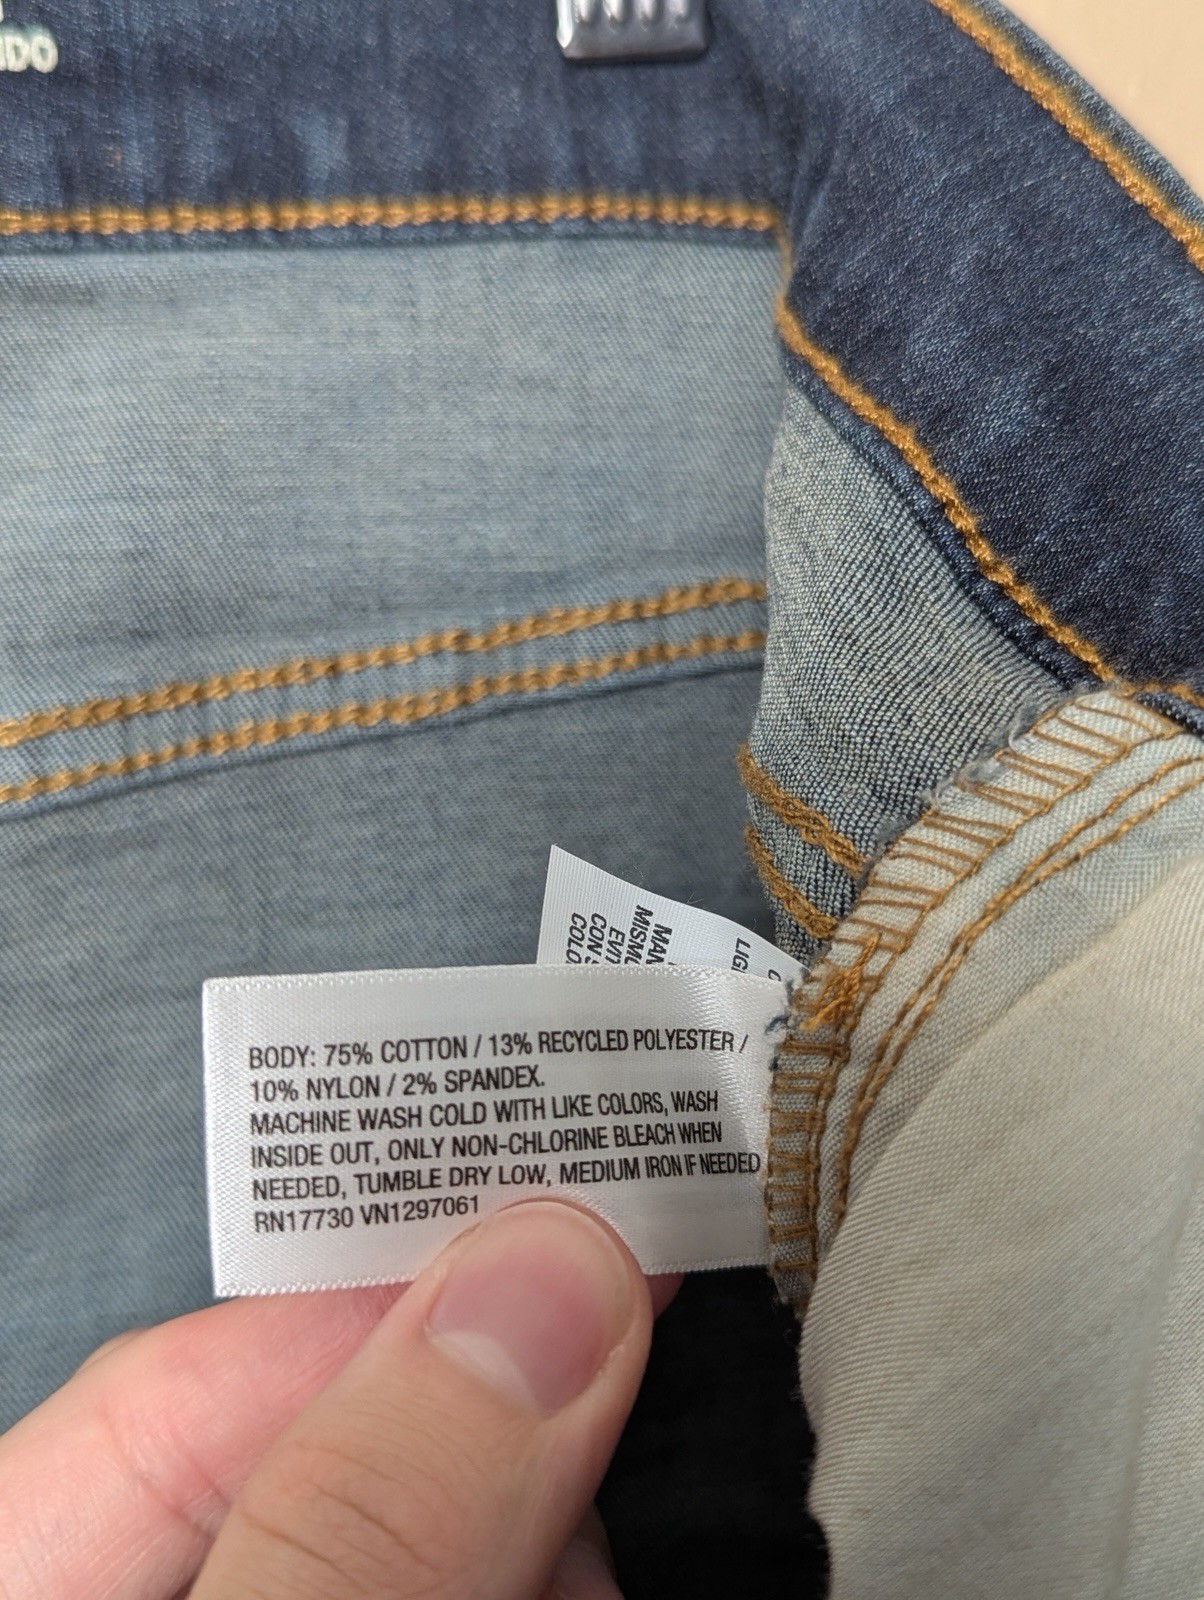 BODY: 75% COTTON / 13% RECYCLED POLYESTER /
10% NYLON / 2% SPANDEX.
MACHINE WASH COLD WITH LIKE COLORS, WASH
INSIDE OUT, ONLY NON-CHLORINE BLEACH WHEN
NEEDED, TUMBLE DRY LOW, MEDIUM IRON IF NEEDED
RN17730 VN1297061